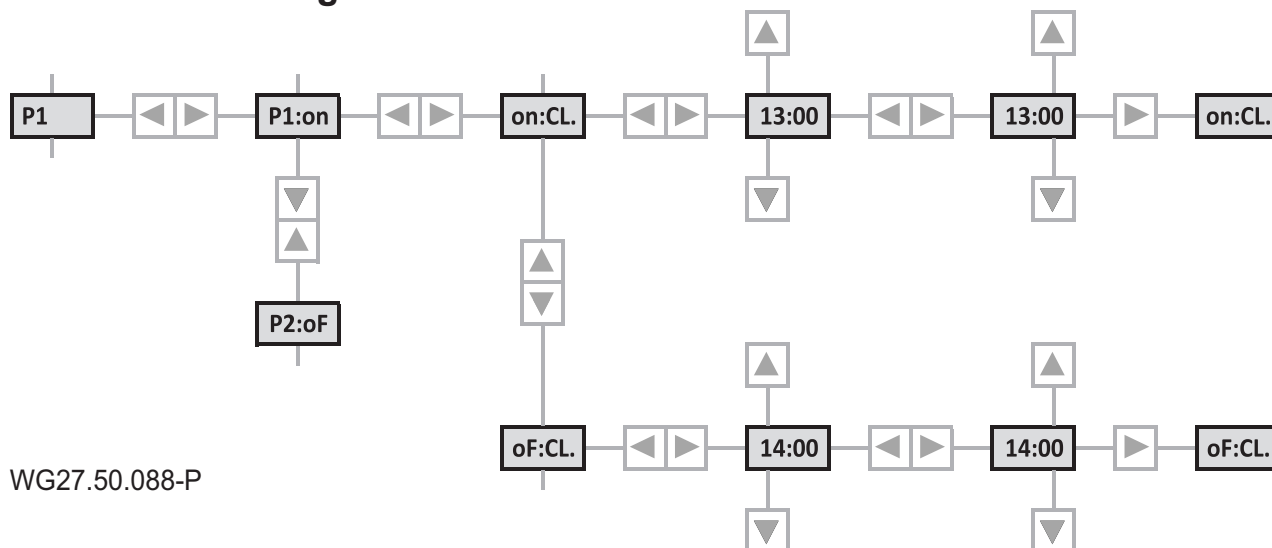 P1
P1:on
on:CL.
13:00
13:00
on:CL.
P2:oF
oF:CL.
14:00
14:00
oF:CL.
WG27.50.088-P